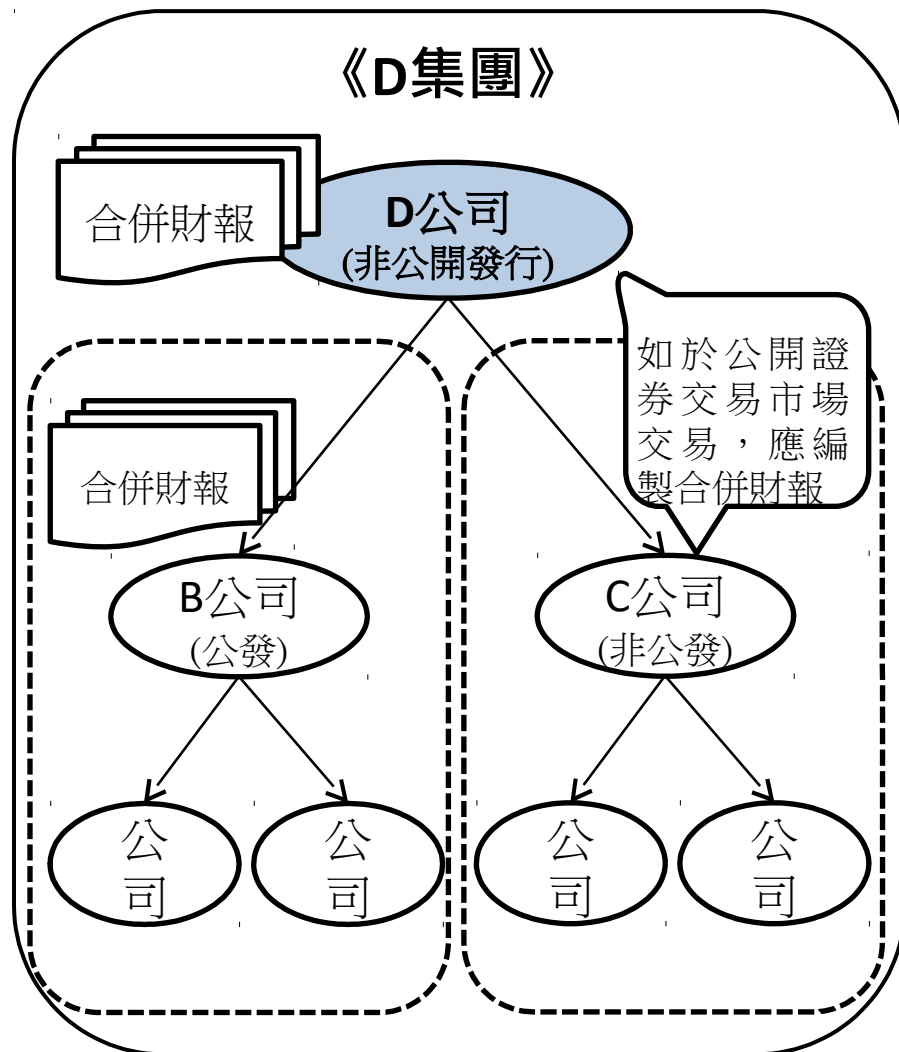 《D集團》
合併財報
D公司
(非公開發行)
如於公開證
券交易市場
交易，應編
製合併財報
合併財報
B公司
(公發)
C公司
(非公發)
公
司
公
司
公
司
公
司